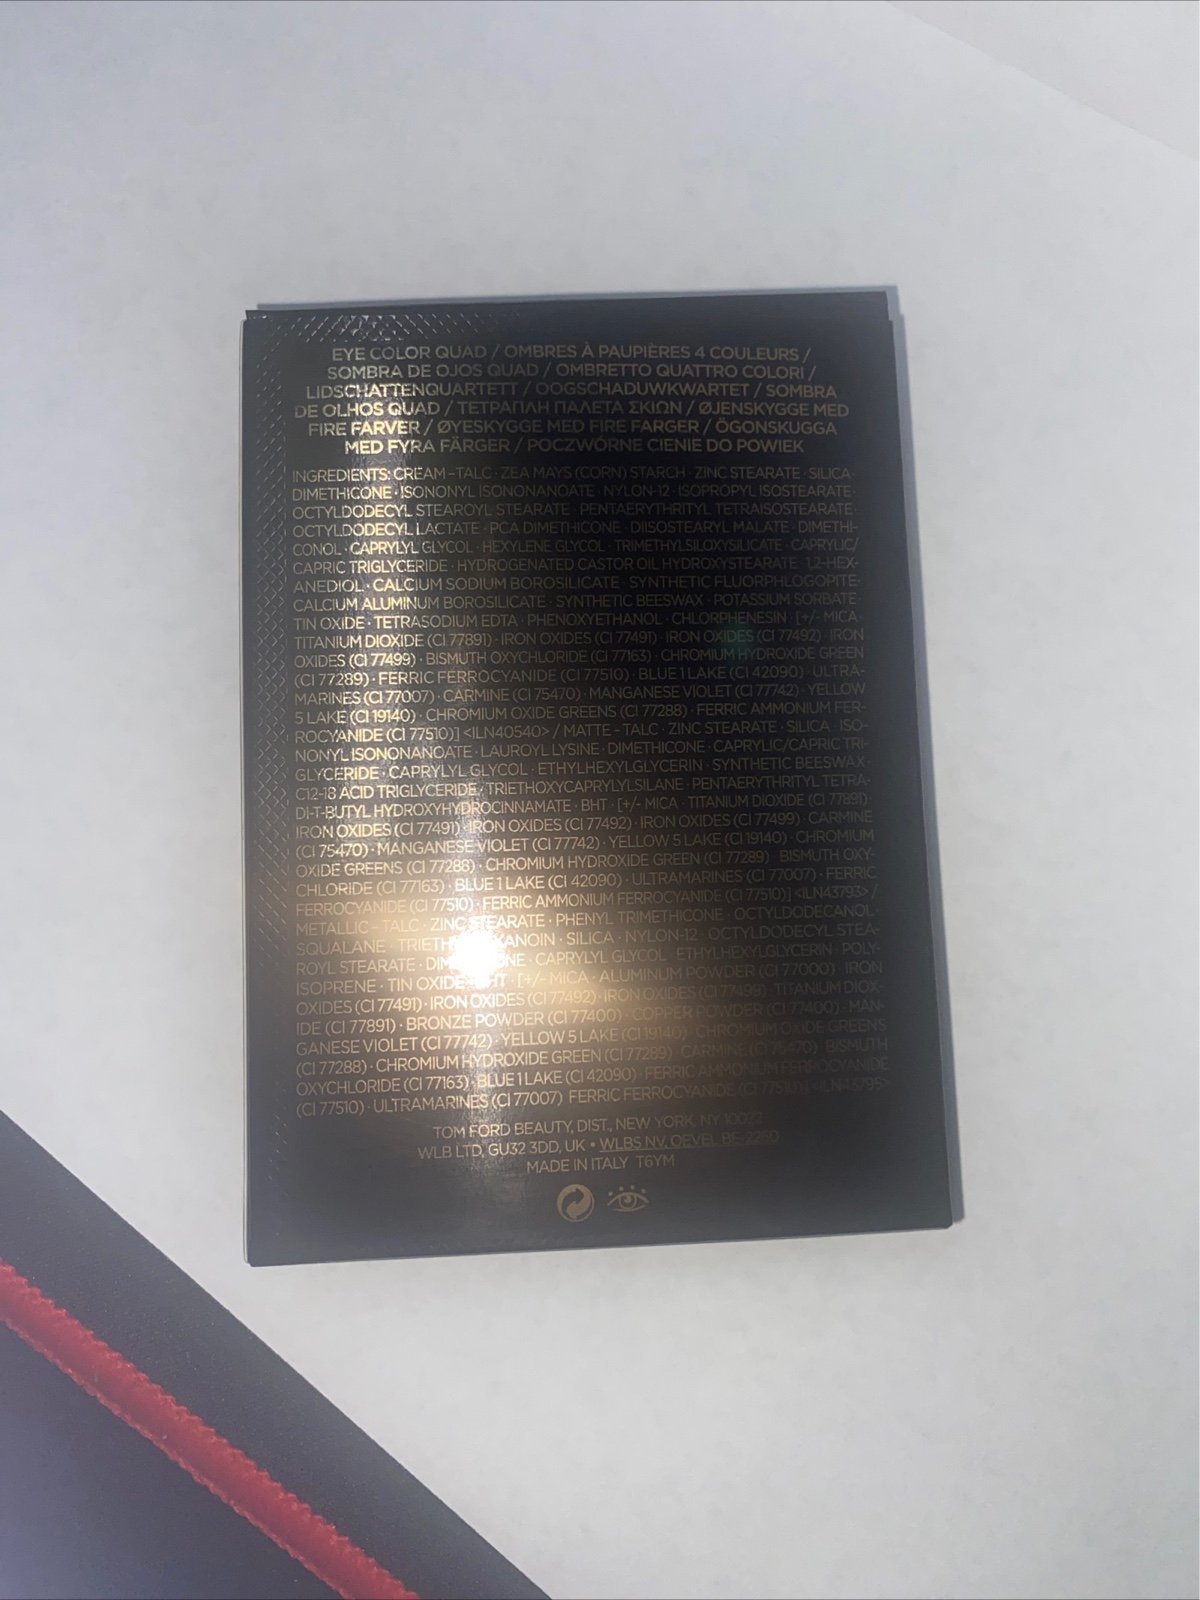 EYE COLOR QUAD / OMBRES À PAUPIÈRES 4 COULEURS /
SOMBRA DE OJOS QUAD / OMBRETTO QUATTRO COLORI /
LIDSCHATTENQUARTETT / OOGSCHADUWKWARTET / SOMBRA
DE OLHOS QUAD / ΤΕΤΡΑΠΛΗ ΠΑΛΕΤΑ ΣΚΙΩΝ / ØJENSKYGGE MED
FIRE FARVER / ØYESKYGGE MED FIRE FARGER / ÖGONSKUGGA
MED FYRA FÄRGER / POCZWÓRNE CIENIE DO POWIEK
INGREDIENTS: CREAM - TALC · ZEA MAYS (CORN) STARCH · ZINC STEARATE · SILICA ·
DIMETHICONE · ISONONYL ISONONANOATE · NYLON-12 · ISOPROPYL ISOSTEARATE ·
OCTYLDODECYL STEAROYL STEARATE · PENTAERYTHRITYL TETRAISOSTEARATE ·
OCTYLDODECYL LACTATE · PCA DIMETHICONE · DIISOSTEARYL MALATE · DIMETHI-
CONOL · CAPRYLYL GLYCOL · HEXYLENE GLYCOL · TRIMETHYLSILOXYSILICATE · CAPRYLIC/
CAPRIC TRIGLYCERIDE · HYDROGENATED CASTOR OIL HYDROXYSTEARATE · 1,2-HEX-
ANEDIOL · CALCIUM SODIUM BOROSILICATE · SYNTHETIC FLUORPHLOGOPITE ·
CALCIUM ALUMINUM BOROSILICATE · SYNTHETIC BEESWAX · POTASSIUM SORBATE ·
TIN OXIDE · TETRASODIUM EDTA · PHENOXYETHANOL · CHLORPHENESIN · [+/- MICA ·
TITANIUM DIOXIDE (CI 77891) · IRON OXIDES (CI 77491) · IRON OXIDES (CI 77492) · IRON
OXIDES (CI 77499) · BISMUTH OXYCHLORIDE (CI 77163) · CHROMIUM HYDROXIDE GREEN
(CI 77289) · FERRIC FERROCYANIDE (CI 77510) · BLUE 1 LAKE (CI 42090) · ULTRA-
MARINES (CI 77007) · CARMINE (CI 75470) · MANGANESE VIOLET (CI 77742) · YELLOW
5 LAKE (CI 19140) · CHROMIUM OXIDE GREENS (CI 77288) · FERRIC AMMONIUM FER-
ROCYANIDE (CI 77510)] <ILN40540> / MATTE - TALC · ZINC STEARATE · SILICA · ISO-
NONYL ISONONANOATE · LAUROYL LYSINE · DIMETHICONE · CAPRYLIC/CAPRIC TRI-
GLYCERIDE · CAPRYLYL GLYCOL · ETHYLHEXYLGLYCERIN · SYNTHETIC BEESWAX ·
C12-18 ACID TRIGLYCERIDE · TRIETHOXYCAPRYLYLSILANE · PENTAERYTHRITYL TETRA-
DI-T-BUTYL HYDROXYHYDROCINNAMATE · BHT · [+/- MICA · TITANIUM DIOXIDE (CI 77891) ·
IRON OXIDES (CI 77491) · IRON OXIDES (CI 77492) · IRON OXIDES (CI 77499) · CARMINE
(CI 75470) · MANGANESE VIOLET (CI 77742) · YELLOW 5 LAKE (CI 19140) · CHROMIUM
OXIDE GREENS (CI 77288) · CHROMIUM HYDROXIDE GREEN (CI 77289) · BISMUTH OXY-
CHLORIDE (CI 77163) · BLUE 1 LAKE (CI 42090) · ULTRAMARINES (CI 77007) · FERRIC
FERROCYANIDE (CI 77510) · FERRIC AMMONIUM FERROCYANIDE (CI 77510)] <ILN43793> /
METALLIC - TALC · ZINC STEARATE · PHENYL TRIMETHICONE · OCTYLDODECANOL ·
SQUALANE · SILICA · NYLON-12 · OCTYLDODECYL STEA-
ROYL STEARATE · CAPRYLYL GLYCOL · ETHYLHEXYLGLYCERIN · POLY-
ISOPRENE · TIN OXIDE · BHT · [+/- MICA · ALUMINUM POWDER (CI 77000) · IRON
OXIDES (CI 77491) · IRON OXIDES (CI 77492) · IRON OXIDES (CI 77499) · TITANIUM DIOX-
IDE (CI 77891) · BRONZE POWDER (CI 77400) · COPPER POWDER (CI 77400) · MAN-
GANESE VIOLET (CI 77742) · YELLOW 5 LAKE (CI 19140) · CHROMIUM OXIDE GREENS
(CI 77288) · CHROMIUM HYDROXIDE GREEN (CI 77289) · CARMINE (CI 75470) · BISMUTH
OXYCHLORIDE (CI 77163) · BLUE 1 LAKE (CI 42090) · FERRIC AMMONIUM FERROCYANIDE
(CI 77510) · ULTRAMARINES (CI 77007) · FERRIC FERROCYANIDE (CI 77510)] <ILN43795>
TOM FORD BEAUTY, DIST., NEW YORK, NY 10022
WLB LTD, GU32 3DD, UK • WLBS NV, OEVEL BE-2260
MADE IN ITALY T6YM